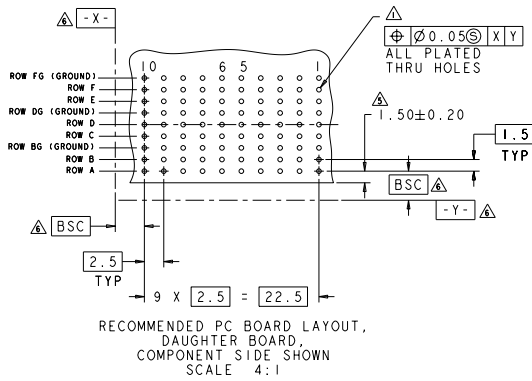 6 -X-
1
⌖ Ø0.05Ⓢ X Y
ALL PLATED
THRU HOLES
10 6 5 1
ROW FG (GROUND)
ROW F
ROW E
ROW DG (GROUND)
ROW D
ROW C
ROW BG (GROUND)
ROW B
ROW A
5
1.50±0.20
1.5
TYP
BSC 6
-Y- 6
6 BSC
2.5
TYP
9 X 2.5 = 22.5
RECOMMENDED PC BOARD LAYOUT,
DAUGHTER BOARD,
COMPONENT SIDE SHOWN
SCALE 4:1